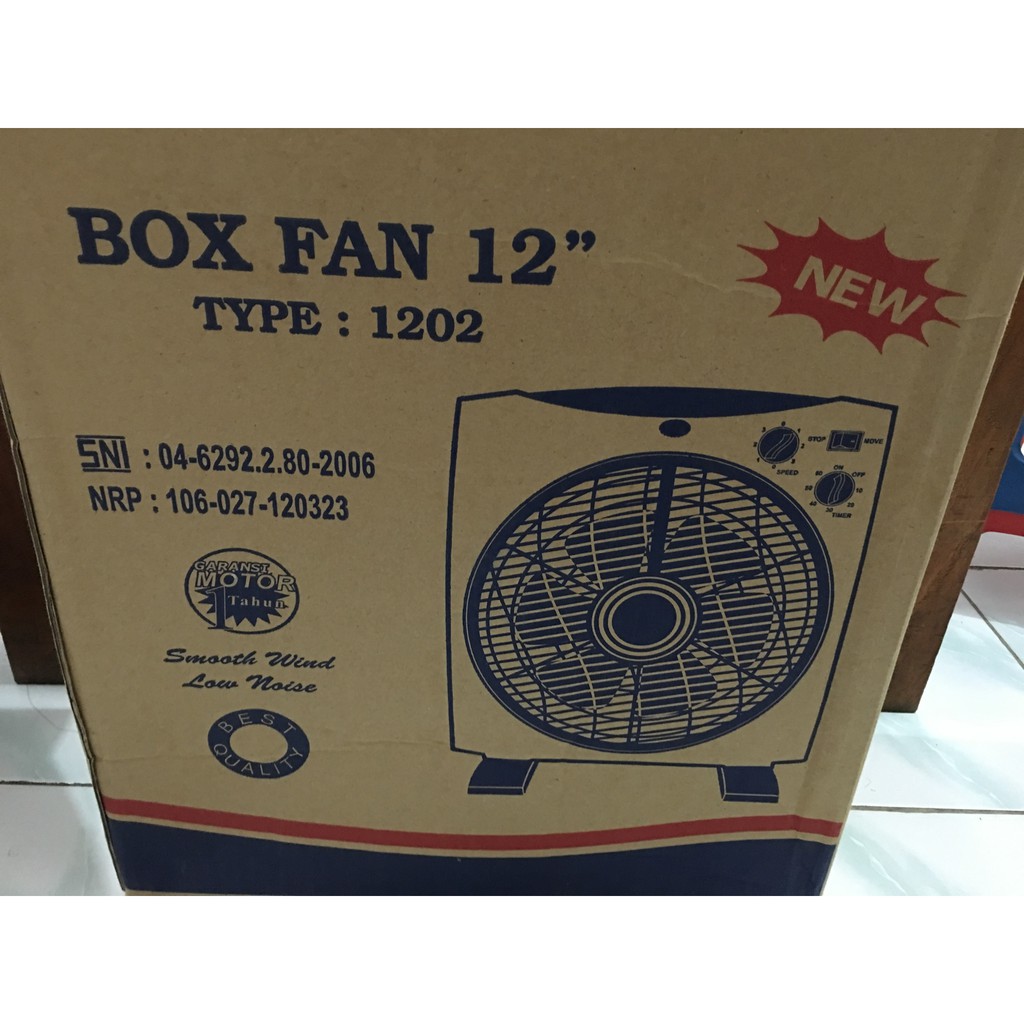 BOX FAN 12”
TYPE : 1202
NEW
SNI : 04-6292.2.80-2006
NRP : 106-027-120323
GARANSI
MOTOR
1 Tahun
Smooth Wind
Low Noise
BEST
QUALITY
STOP
MOVE
SPEED
ON
OFF
TIMER